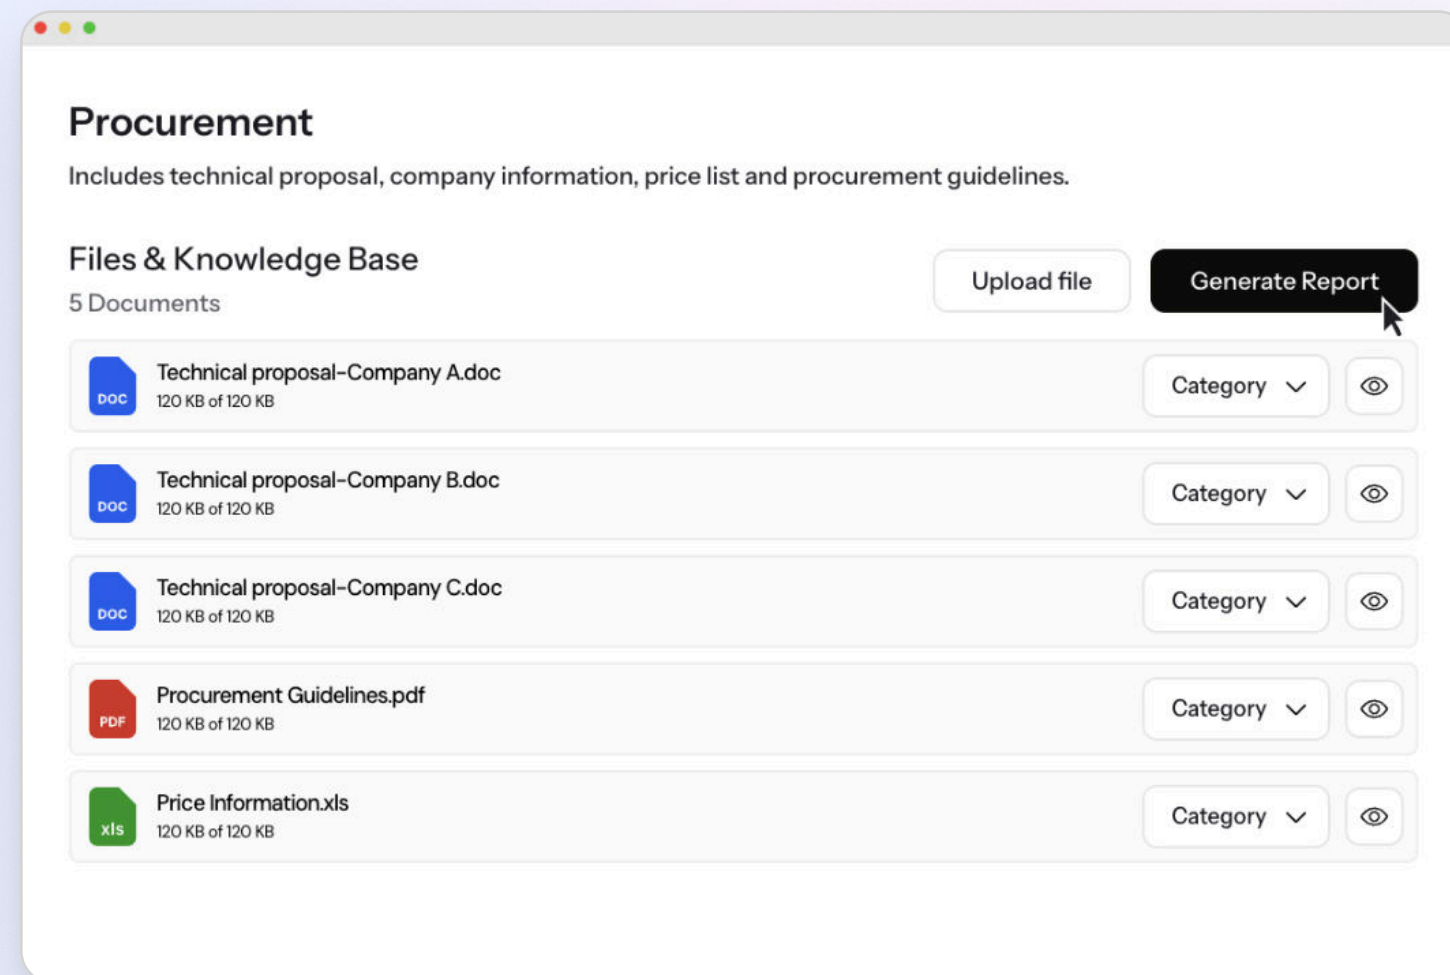 Procurement
Includes technical proposal, company information, price list and procurement guidelines.
Files & Knowledge Base
5 Documents
Upload file
Generate Report
DOC
Technical proposal-Company A.doc
120 KB of 120 KB
Category
DOC
Technical proposal-Company B.doc
120 KB of 120 KB
Category
DOC
Technical proposal-Company C.doc
120 KB of 120 KB
Category
PDF
Procurement Guidelines.pdf
120 KB of 120 KB
Category
xls
Price Information.xls
120 KB of 120 KB
Category